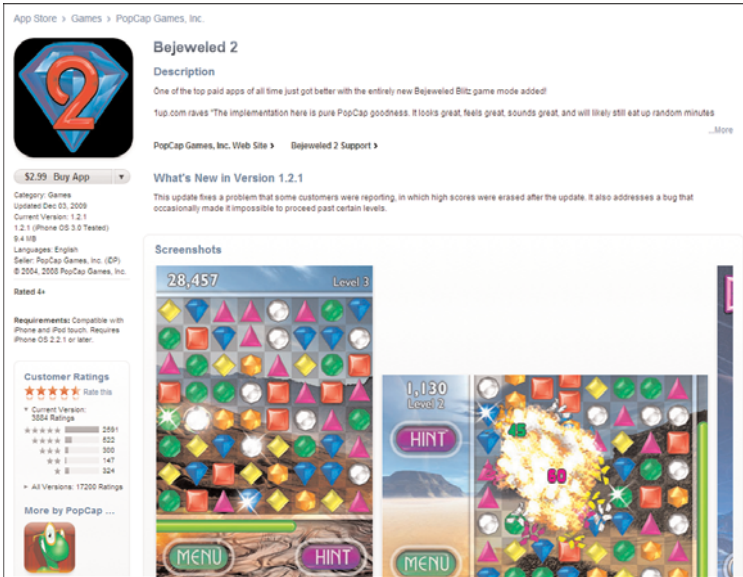 App Store > Games > PopCap Games, Inc.
2
$2.99 Buy App
Category: Games
Updated Dec 03, 2009
Current Version: 1.2.1
1.2.1 (iPhone OS 3.0 Tested)
9.4 MB
Languages: English
Seller: PopCap Games, Inc. (iDP)
© 2004, 2008 PopCap Games, Inc.
Rated 4+
Requirements: Compatible with
iPhone and iPod touch. Requires
iPhone OS 2.2.1 or later.
Customer Ratings
Rate this
Current Version:
3884 Ratings
2591
522
300
147
324
All Versions: 17200 Ratings
More by PopCap ...
Bejeweled 2
Description
One of the top paid apps of all time just got better with the entirely new Bejeweled Blitz game mode added!
1up.com raves "The implementation here is pure PopCap goodness. It looks great, feels great, sounds great, and will likely still eat up random minutes
...More
PopCap Games, Inc. Web Site >
Bejeweled 2 Support >
What's New in Version 1.2.1
This update fixes a problem that some customers were reporting, in which high scores were erased after the update. It also addresses a bug that
occasionally made it impossible to proceed past certain levels.
Screenshots
28,457
Level 3
MENU
HINT
1,130
Level 2
HINT
45
60
MENU